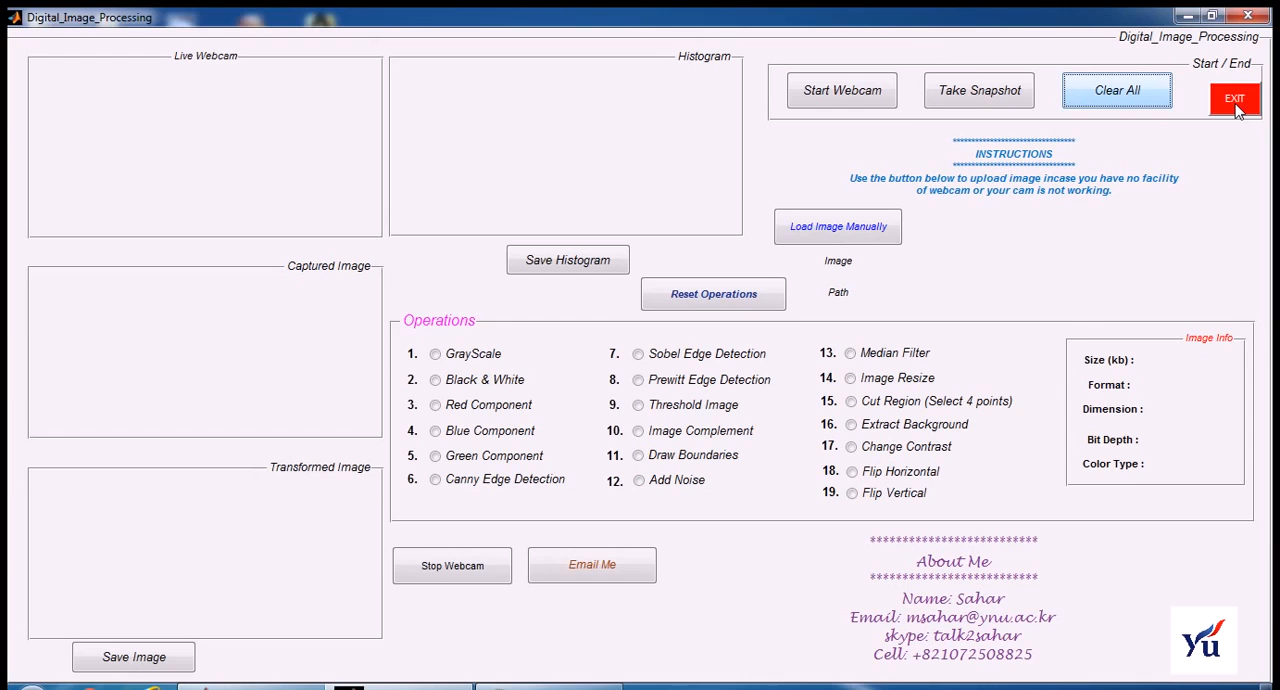 Digital_Image_Processing
Digital_Image_Processing
Live Webcam
Histogram
Start / End
Start Webcam
Take Snapshot
Clear All
EXIT
*********************************
INSTRUCTIONS
*********************************
Use the button below to upload image incase you have no facility
of webcam or your cam is not working.
Load Image Manually
Save Histogram
Image
Captured Image
Reset Operations
Path
Operations
1. GrayScale
2. Black & White
3. Red Component
4. Blue Component
5. Green Component
6. Canny Edge Detection
7. Sobel Edge Detection
8. Prewitt Edge Detection
9. Threshold Image
10. Image Complement
11. Draw Boundaries
12. Add Noise
13. Median Filter
14. Image Resize
15. Cut Region (Select 4 points)
16. Extract Background
17. Change Contrast
18. Flip Horizontal
19. Flip Vertical
Image Info
Size (kb) :
Format :
Dimension :
Bit Depth :
Color Type :
Transformed Image
Stop Webcam
Email Me
**************************
About Me
**************************
Name: Sahar
Email: msahar@ynu.ac.kr
skype: talk2sahar
Cell: +821072508825
Save Image
Yu